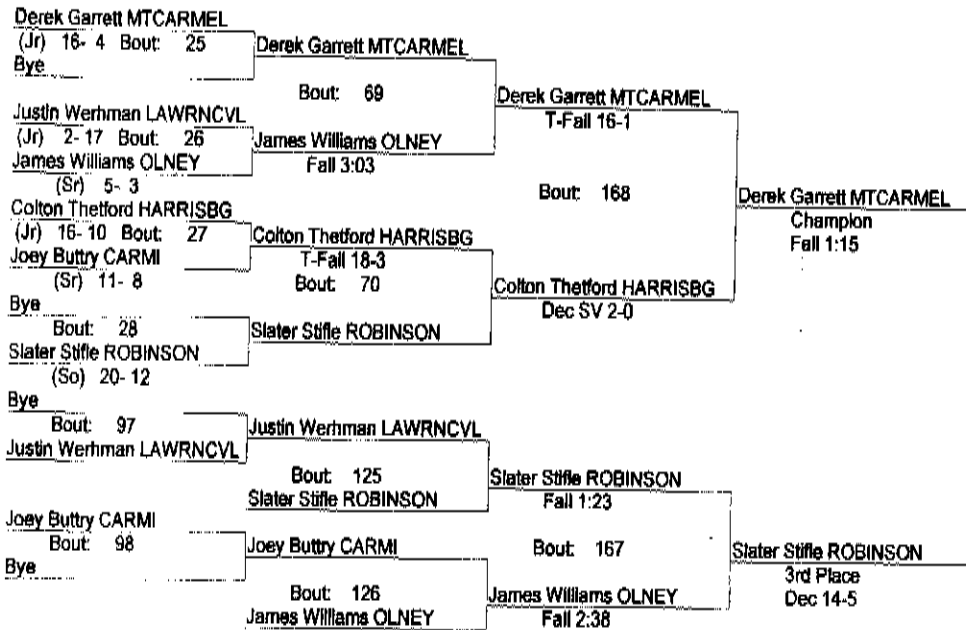 Derek Garrett MTCARMEL
(Jr) 16- 4 Bout: 25
Bye
Derek Garrett MTCARMEL
Bout: 69
Justin Werhman LAWRNCVL
(Jr) 2- 17 Bout: 26
James Williams OLNEY
(Sr) 5- 3
James Williams OLNEY
Fall 3:03
Derek Garrett MTCARMEL
T-Fall 16-1
Bout: 168
Colton Thetford HARRISBG
(Jr) 16- 10 Bout: 27
Joey Buttry CARMI
(Sr) 11- 8
Colton Thetford HARRISBG
T-Fall 18-3
Bout: 70
Bye
Bout: 28
Slater Stifle ROBINSON
(So) 20- 12
Slater Stifle ROBINSON
Colton Thetford HARRISBG
Dec SV 2-0
Derek Garrett MTCARMEL
Champion
Fall 1:15
Bye
Bout: 97
Justin Werhman LAWRNCVL
Justin Werhman LAWRNCVL
Bout: 125
Slater Stifle ROBINSON
Slater Stifle ROBINSON
Fall 1:23
Bout: 167
Joey Buttry CARMI
Bout: 98
Bye
Joey Buttry CARMI
Bout: 126
James Williams OLNEY
James Williams OLNEY
Fall 2:38
Slater Stifle ROBINSON
3rd Place
Dec 14-5